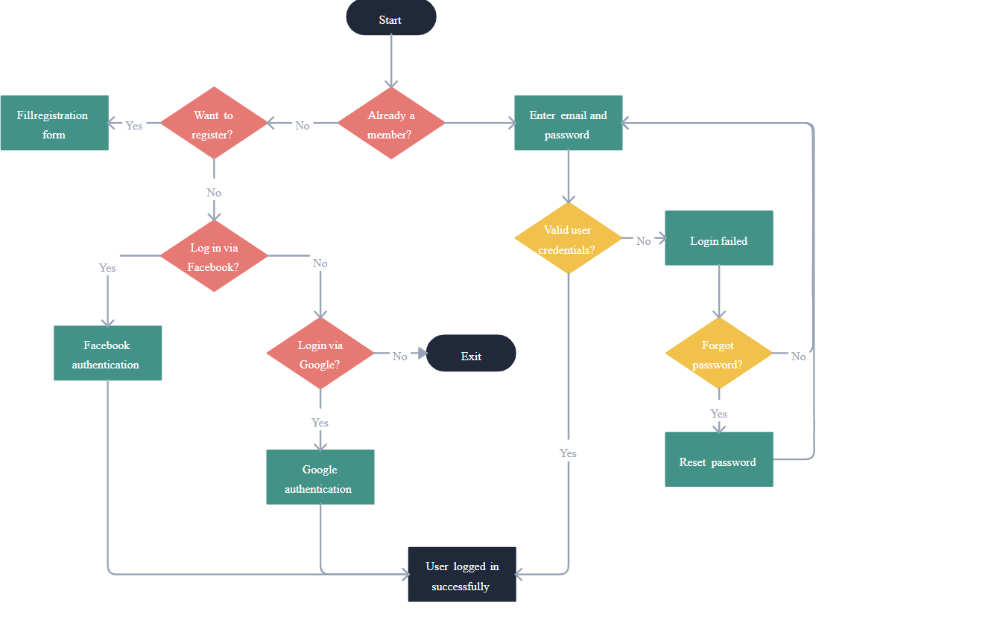 Start
Fillregistration
form
Yes
Want to
register?
No
Already a
member?
Enter email and
password
No
Log in via
Facebook?
Yes
No
Valid user
credentials?
No
Login failed
Facebook
authentication
Login via
Google?
No
Exit
Forgot
password?
No
Yes
Google
authentication
Yes
Yes
Reset password
User logged in
successfully